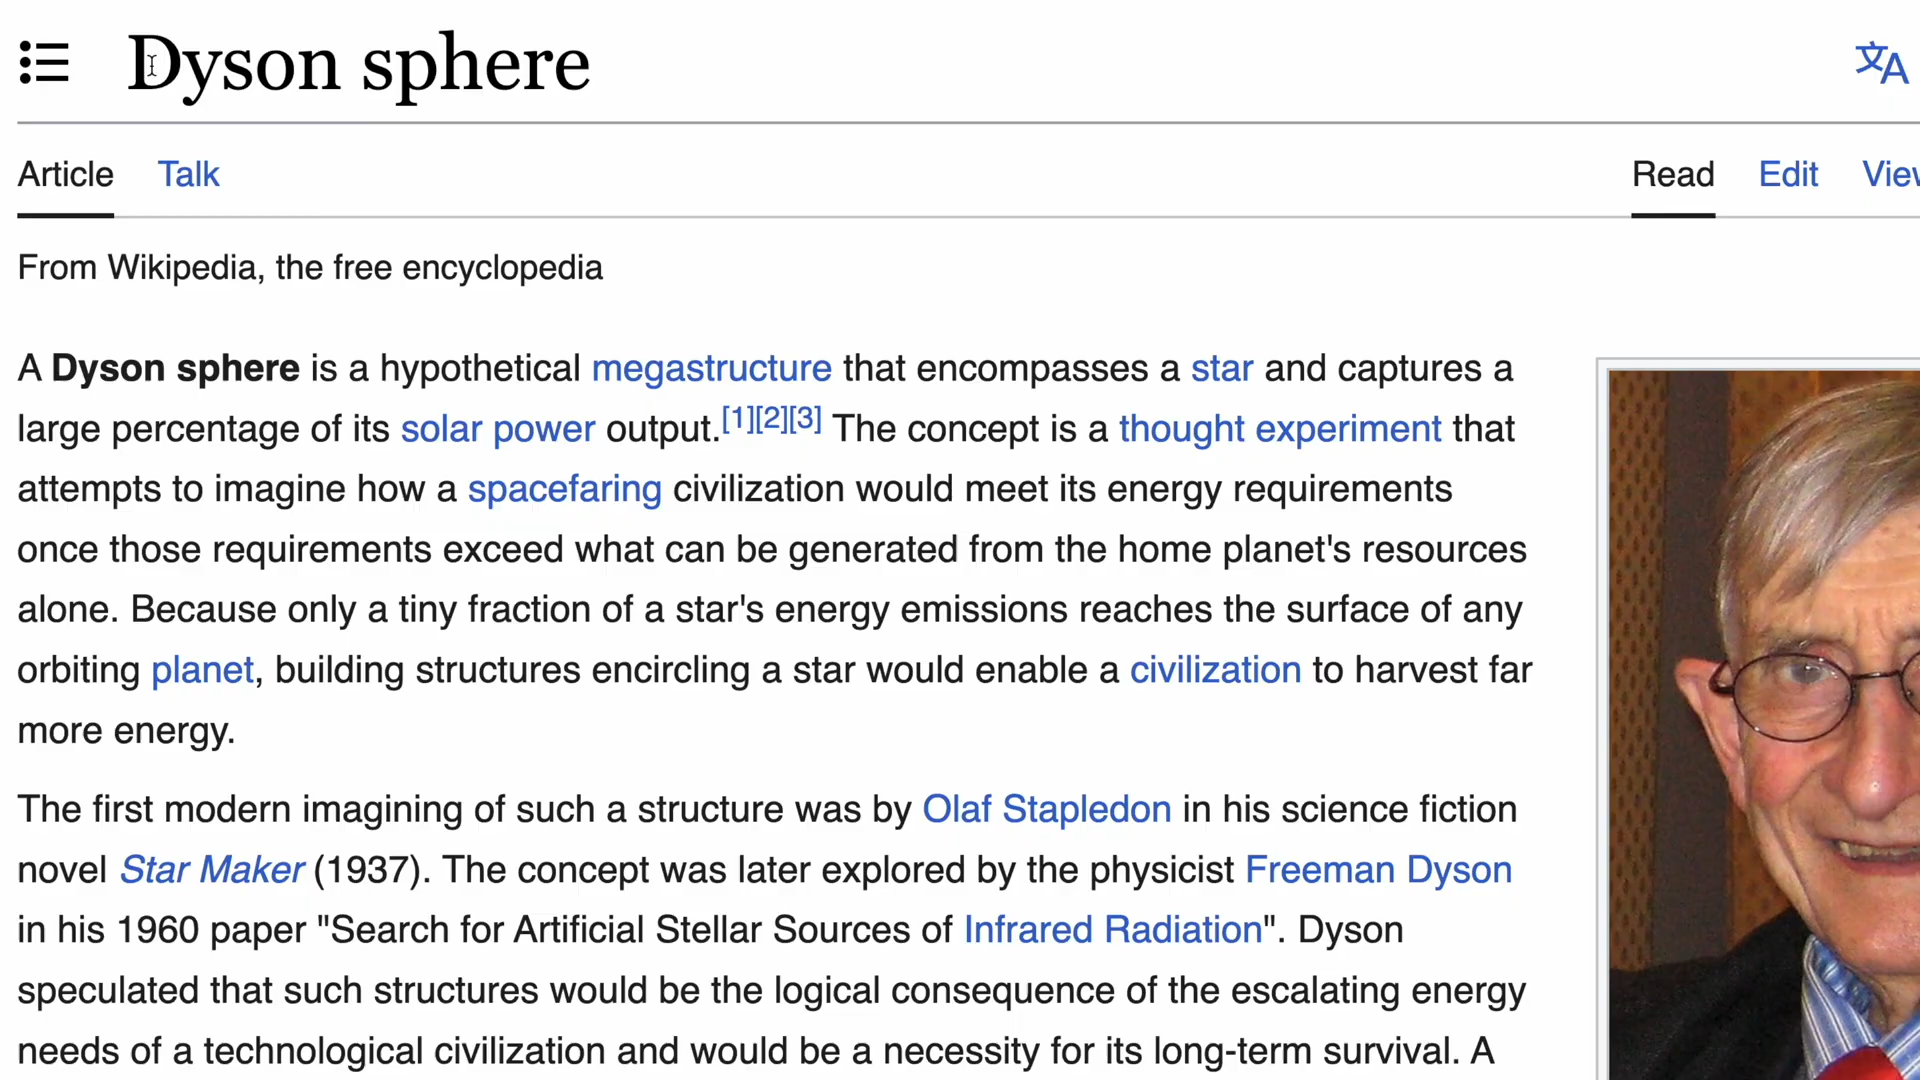 Dyson sphere
Article Talk Read Edit
From Wikipedia, the free encyclopedia
A Dyson sphere is a hypothetical megastructure that encompasses a star and captures a
large percentage of its solar power output.[1][2][3] The concept is a thought experiment that
attempts to imagine how a spacefaring civilization would meet its energy requirements
once those requirements exceed what can be generated from the home planet's resources
alone. Because only a tiny fraction of a star's energy emissions reaches the surface of any
orbiting planet, building structures encircling a star would enable a civilization to harvest far
more energy.
The first modern imagining of such a structure was by Olaf Stapledon in his science fiction
novel Star Maker (1937). The concept was later explored by the physicist Freeman Dyson
in his 1960 paper "Search for Artificial Stellar Sources of Infrared Radiation". Dyson
speculated that such structures would be the logical consequence of the escalating energy
needs of a technological civilization and would be a necessity for its long-term survival. A